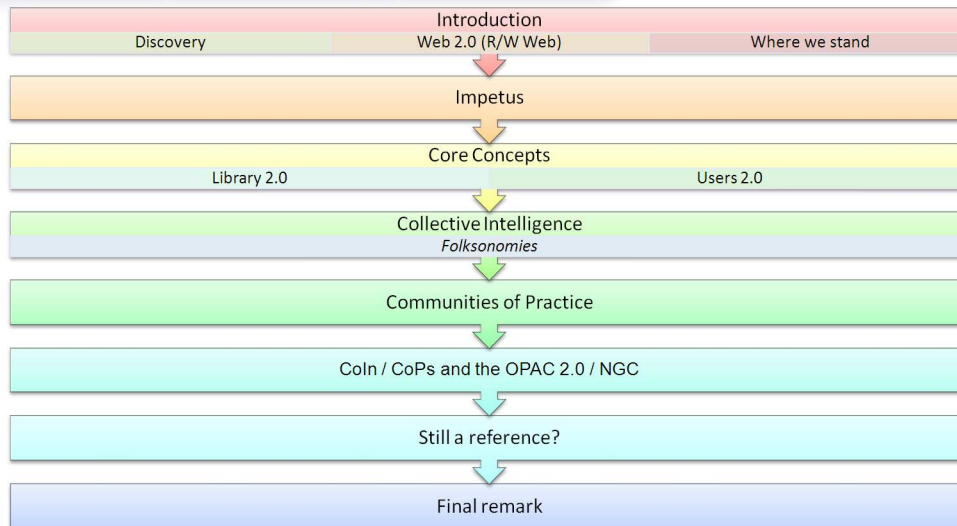 Introduction
Discovery Web 2.0 (R/W Web) Where we stand
Impetus
Core Concepts
Library 2.0 Users 2.0
Collective Intelligence
Folksonomies
Communities of Practice
CoIn / CoPs and the OPAC 2.0 / NGC
Still a reference?
Final remark